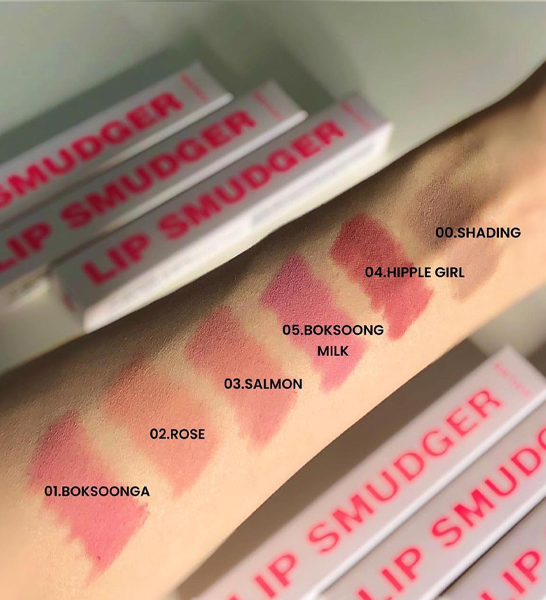 SMUDGER
LIP SMUDGER
LIP SMUDGER
00.SHADING
04.HIPPLE GIRL
05.BOKSOONG
MILK
03.SALMON
02.ROSE
01.BOKSOONGA
LIP SMUDGER
LIP SMUDG
LIP